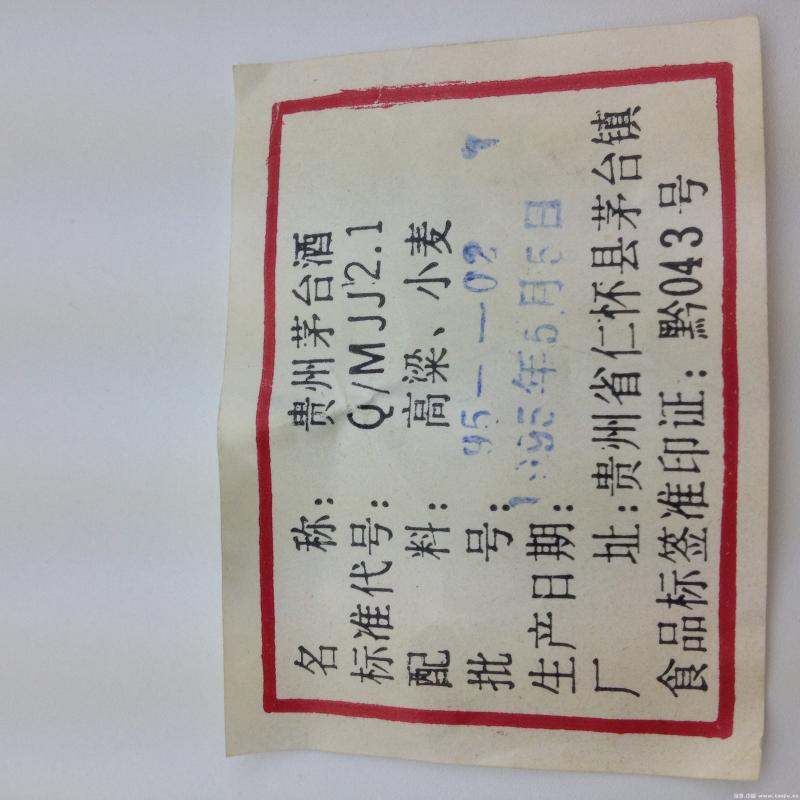 名 称：贵州茅台酒
标准代号：Q/MJJ2.1
配 料：高粱、小麦
批 号：95——02
生产日期：1995年5月5日
厂 址：贵州省仁怀县茅台镇
食品标签准印证：黔043号